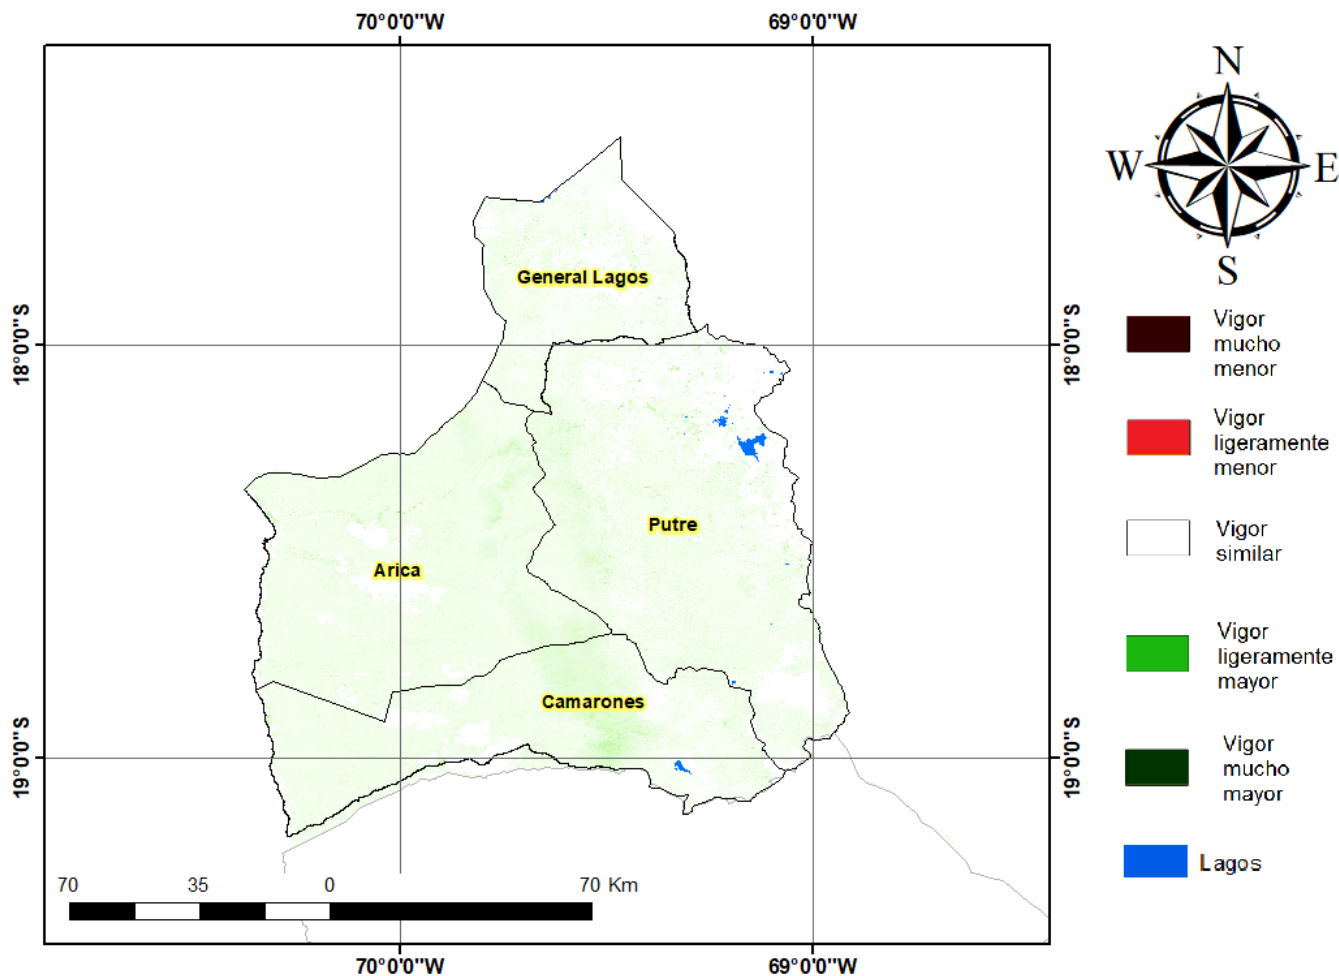 70°0'0"W
69°0'0"W
N
W
E
S
18°0'0"S
18°0'0"S
19°0'0"S
19°0'0"S
General Lagos
Putre
Arica
Camarones
Vigor
mucho
menor
Vigor
ligeramente
menor
Vigor
similar
Vigor
ligeramente
mayor
Vigor
mucho
mayor
Lagos
70
35
0
70 Km
70°0'0"W
69°0'0"W